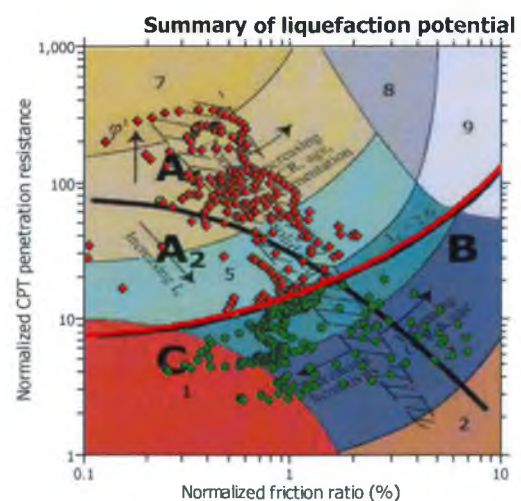 Summary of liquefaction potential
Normalized CPT penetration resistance
1,000
100
10
1
7
8
9
A
A2
B
5
C
1
2
Increasing
0.1
1
10
Normalized friction ratio (%)